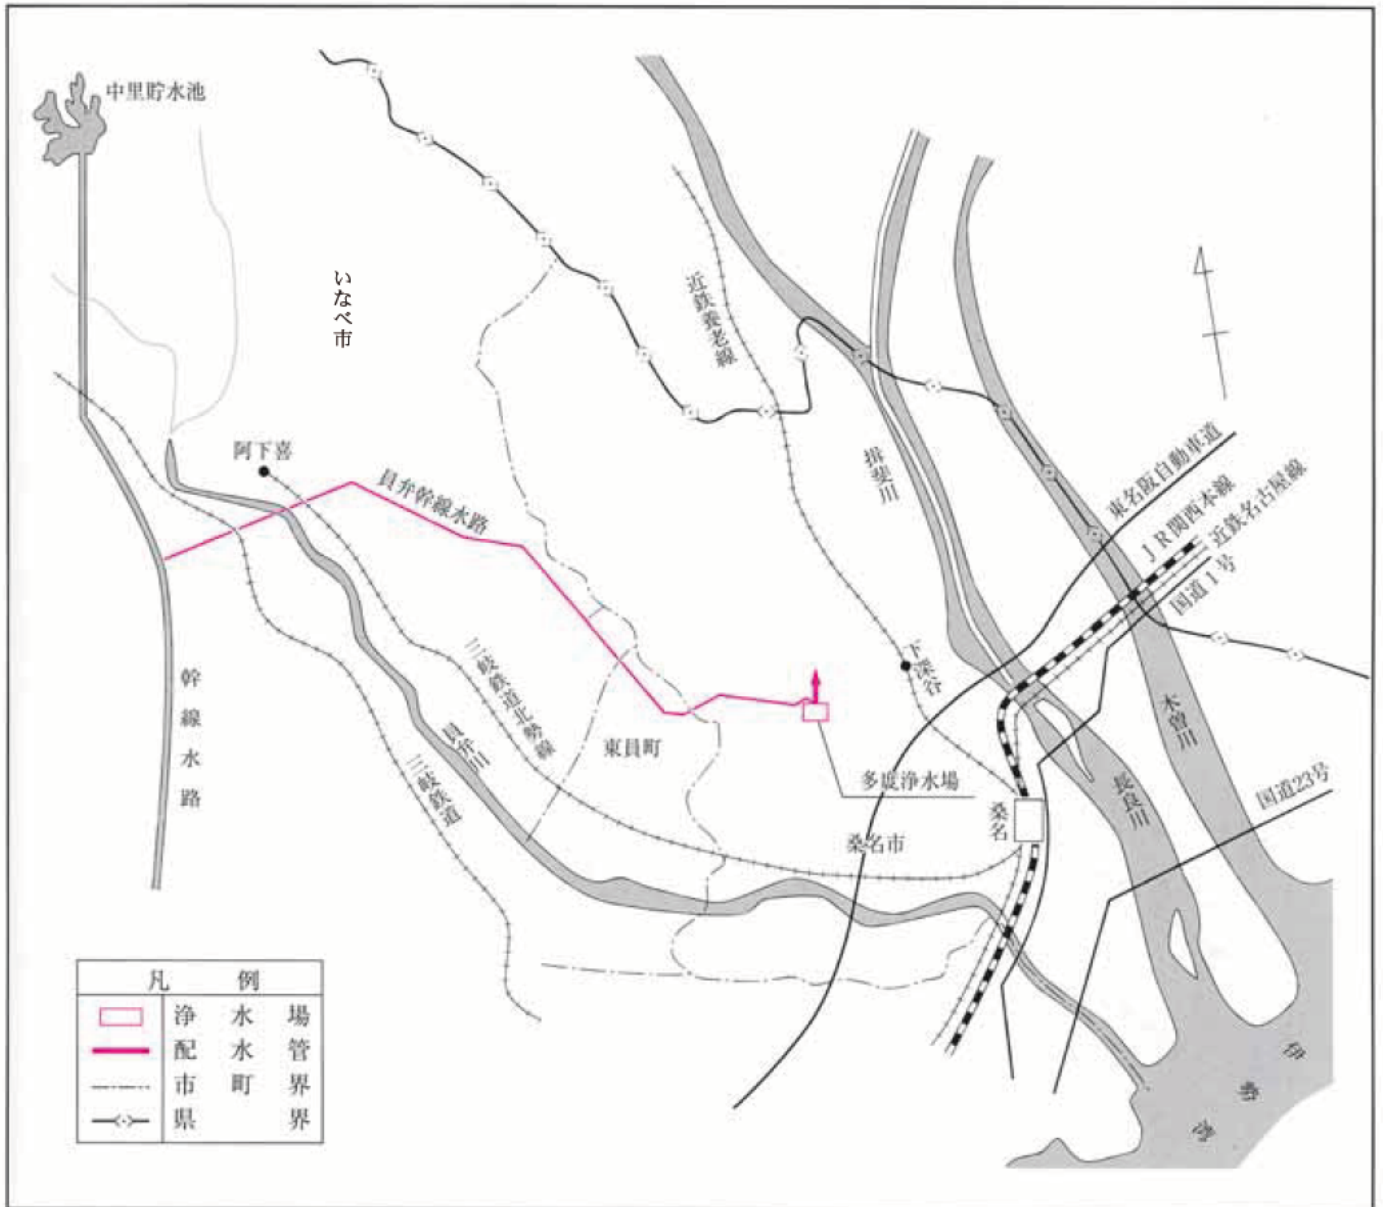 中里貯水池
いなべ市
近鉄養老線
揖斐川
東名阪自動車道
JR関西本線
近鉄名古屋線
国道1号
阿下喜
員弁幹線水路
幹線水路
三岐鉄道北勢線
員弁川
三岐鉄道
東員町
下深谷
多度浄水場
桑名市
桑名
木曽川
長良川
国道23号
伊勢湾
凡例
浄水場
配水管
市町界
県界